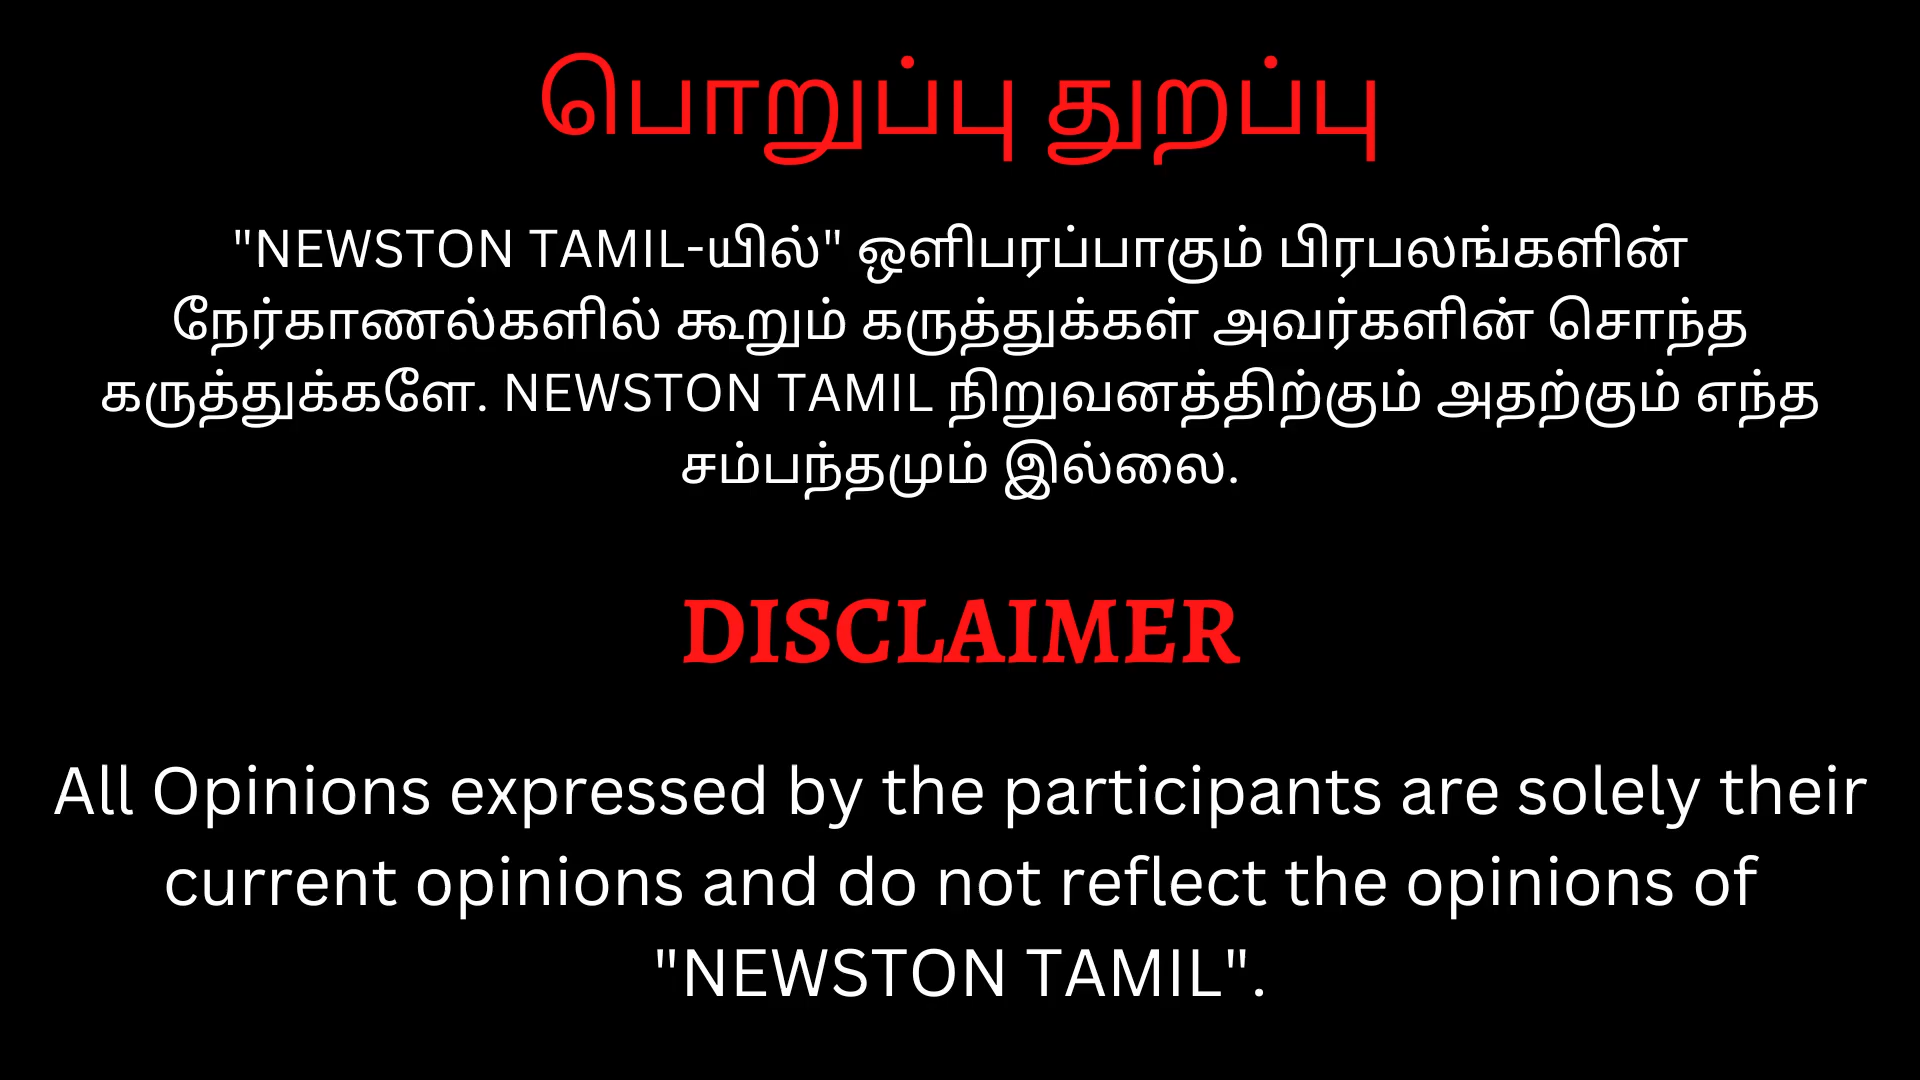 பொறுப்பு துறப்பு
"NEWSTON TAMIL-யில்" ஒளிபரப்பாகும் பிரபலங்களின்
நேர்காணல்களில் கூறும் கருத்துக்கள் அவர்களின் சொந்த
கருத்துக்களே. NEWSTON TAMIL நிறுவனத்திற்கும் அதற்கும் எந்த
சம்பந்தமும் இல்லை.
DISCLAIMER
All Opinions expressed by the participants are solely their
current opinions and do not reflect the opinions of
"NEWSTON TAMIL".